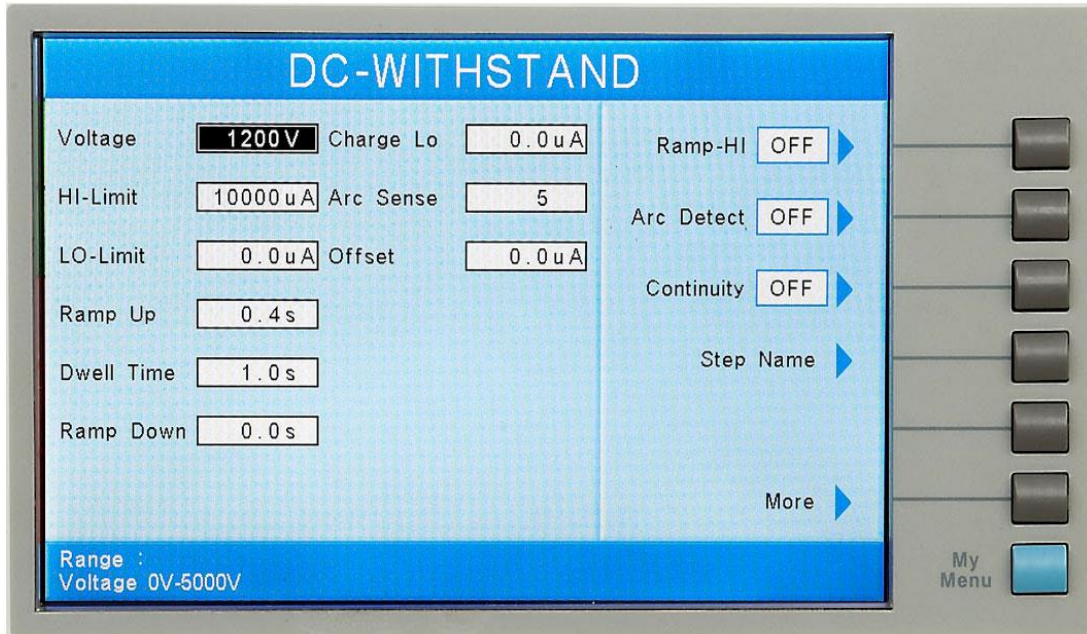 DC-WITHSTAND
Voltage 1200V Charge Lo 0.0uA
HI-Limit 10000uA Arc Sense 5
LO-Limit 0.0uA Offset 0.0uA
Ramp Up 0.4s
Dwell Time 1.0s
Ramp Down 0.0s
Ramp-HI OFF
Arc Detect OFF
Continuity OFF
Step Name
More
Range :
Voltage 0V-5000V
My
Menu